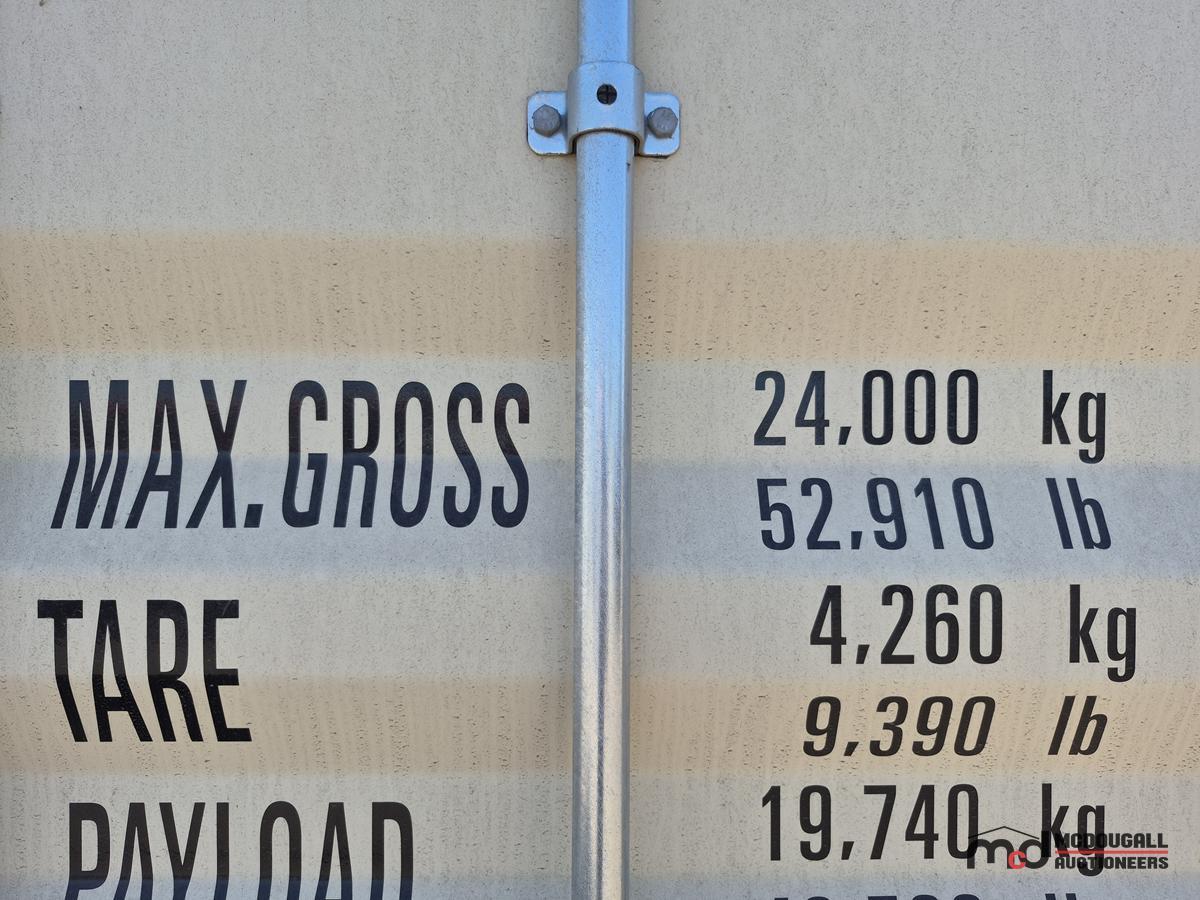 MAX.GROSS 24,000 kg
52,910 lb
TARE 4,260 kg
9,390 lb
PAYLOAD 19,740 kg
mcd MCDOUGALL
AUCTIONEERS